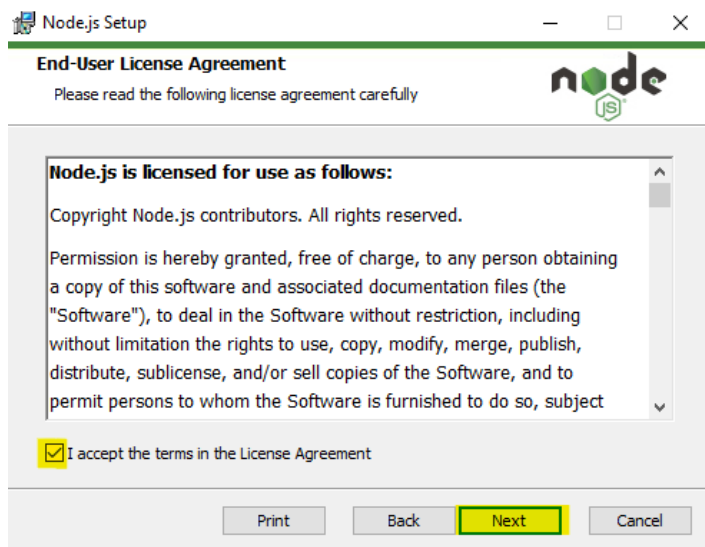 Node.js Setup
End-User License Agreement
Please read the following license agreement carefully
node
JS
Node.js is licensed for use as follows:
Copyright Node.js contributors. All rights reserved.
Permission is hereby granted, free of charge, to any person obtaining
a copy of this software and associated documentation files (the
"Software"), to deal in the Software without restriction, including
without limitation the rights to use, copy, modify, merge, publish,
distribute, sublicense, and/or sell copies of the Software, and to
permit persons to whom the Software is furnished to do so, subject
I accept the terms in the License Agreement
Print Back Next Cancel